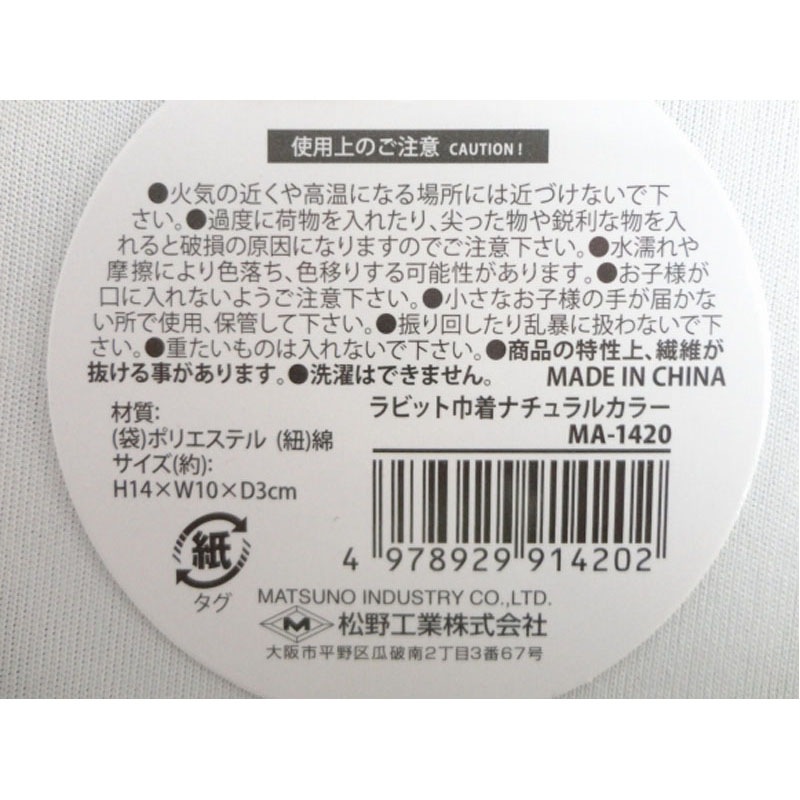 使用上のご注意 CAUTION!
●火気の近くや高温になる場所には近づけないで下
さい。●過度に荷物を入れたり、尖った物や鋭利な物を入
れると破損の原因になりますのでご注意下さい。●水濡れや
摩擦により色落ち、色移りする可能性があります。●お子様が
口に入れないようご注意下さい。●小さなお子様の手が届かな
い所で使用、保管して下さい。●振り回したり乱暴に扱わないで下
さい。●重たいものは入れないで下さい。●商品の特性上、繊維が
抜ける事があります。●洗濯はできません。 MADE IN CHINA
材質:
(袋)ポリエステル (紐)綿
サイズ(約):
H14×W10×D3cm
ラビット巾着ナチュラルカラー
MA-1420
4 978929 914202
紙
タグ
MATSUNO INDUSTRY CO.,LTD.
M 松野工業株式会社
大阪市平野区瓜破南2丁目3番67号